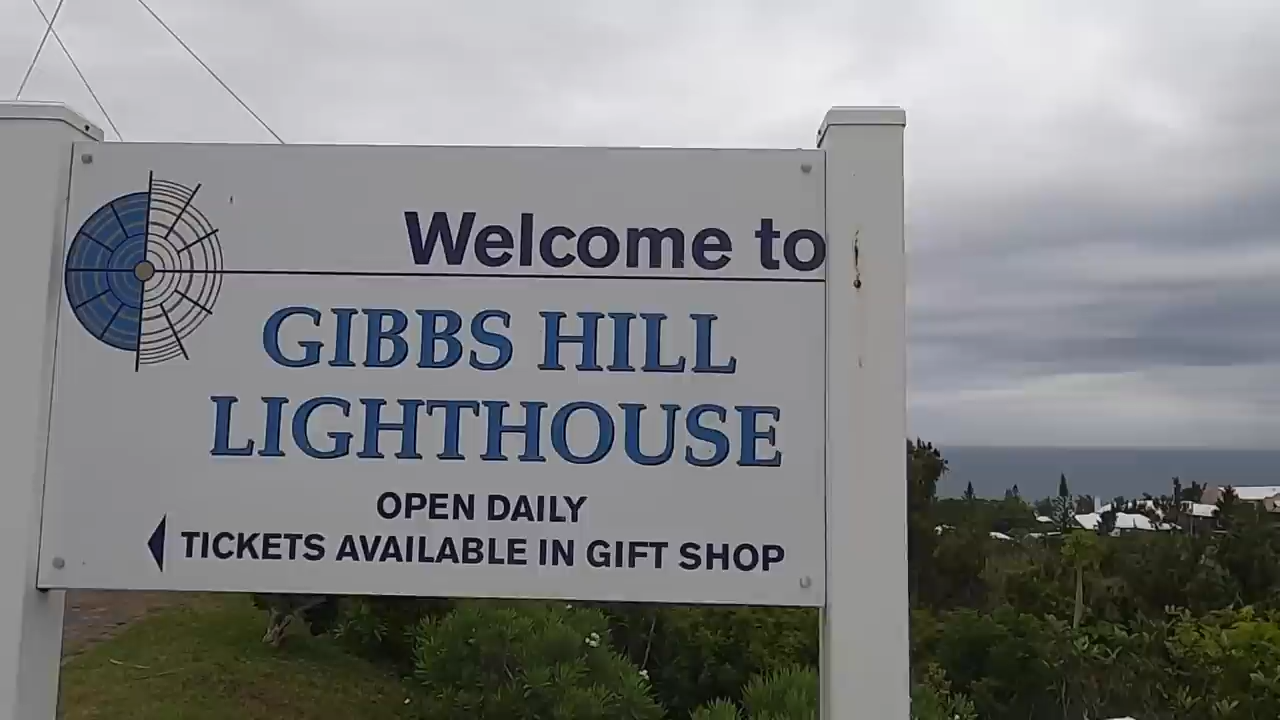 Welcome to
GIBBS HILL
LIGHTHOUSE
OPEN DAILY
TICKETS AVAILABLE IN GIFT SHOP